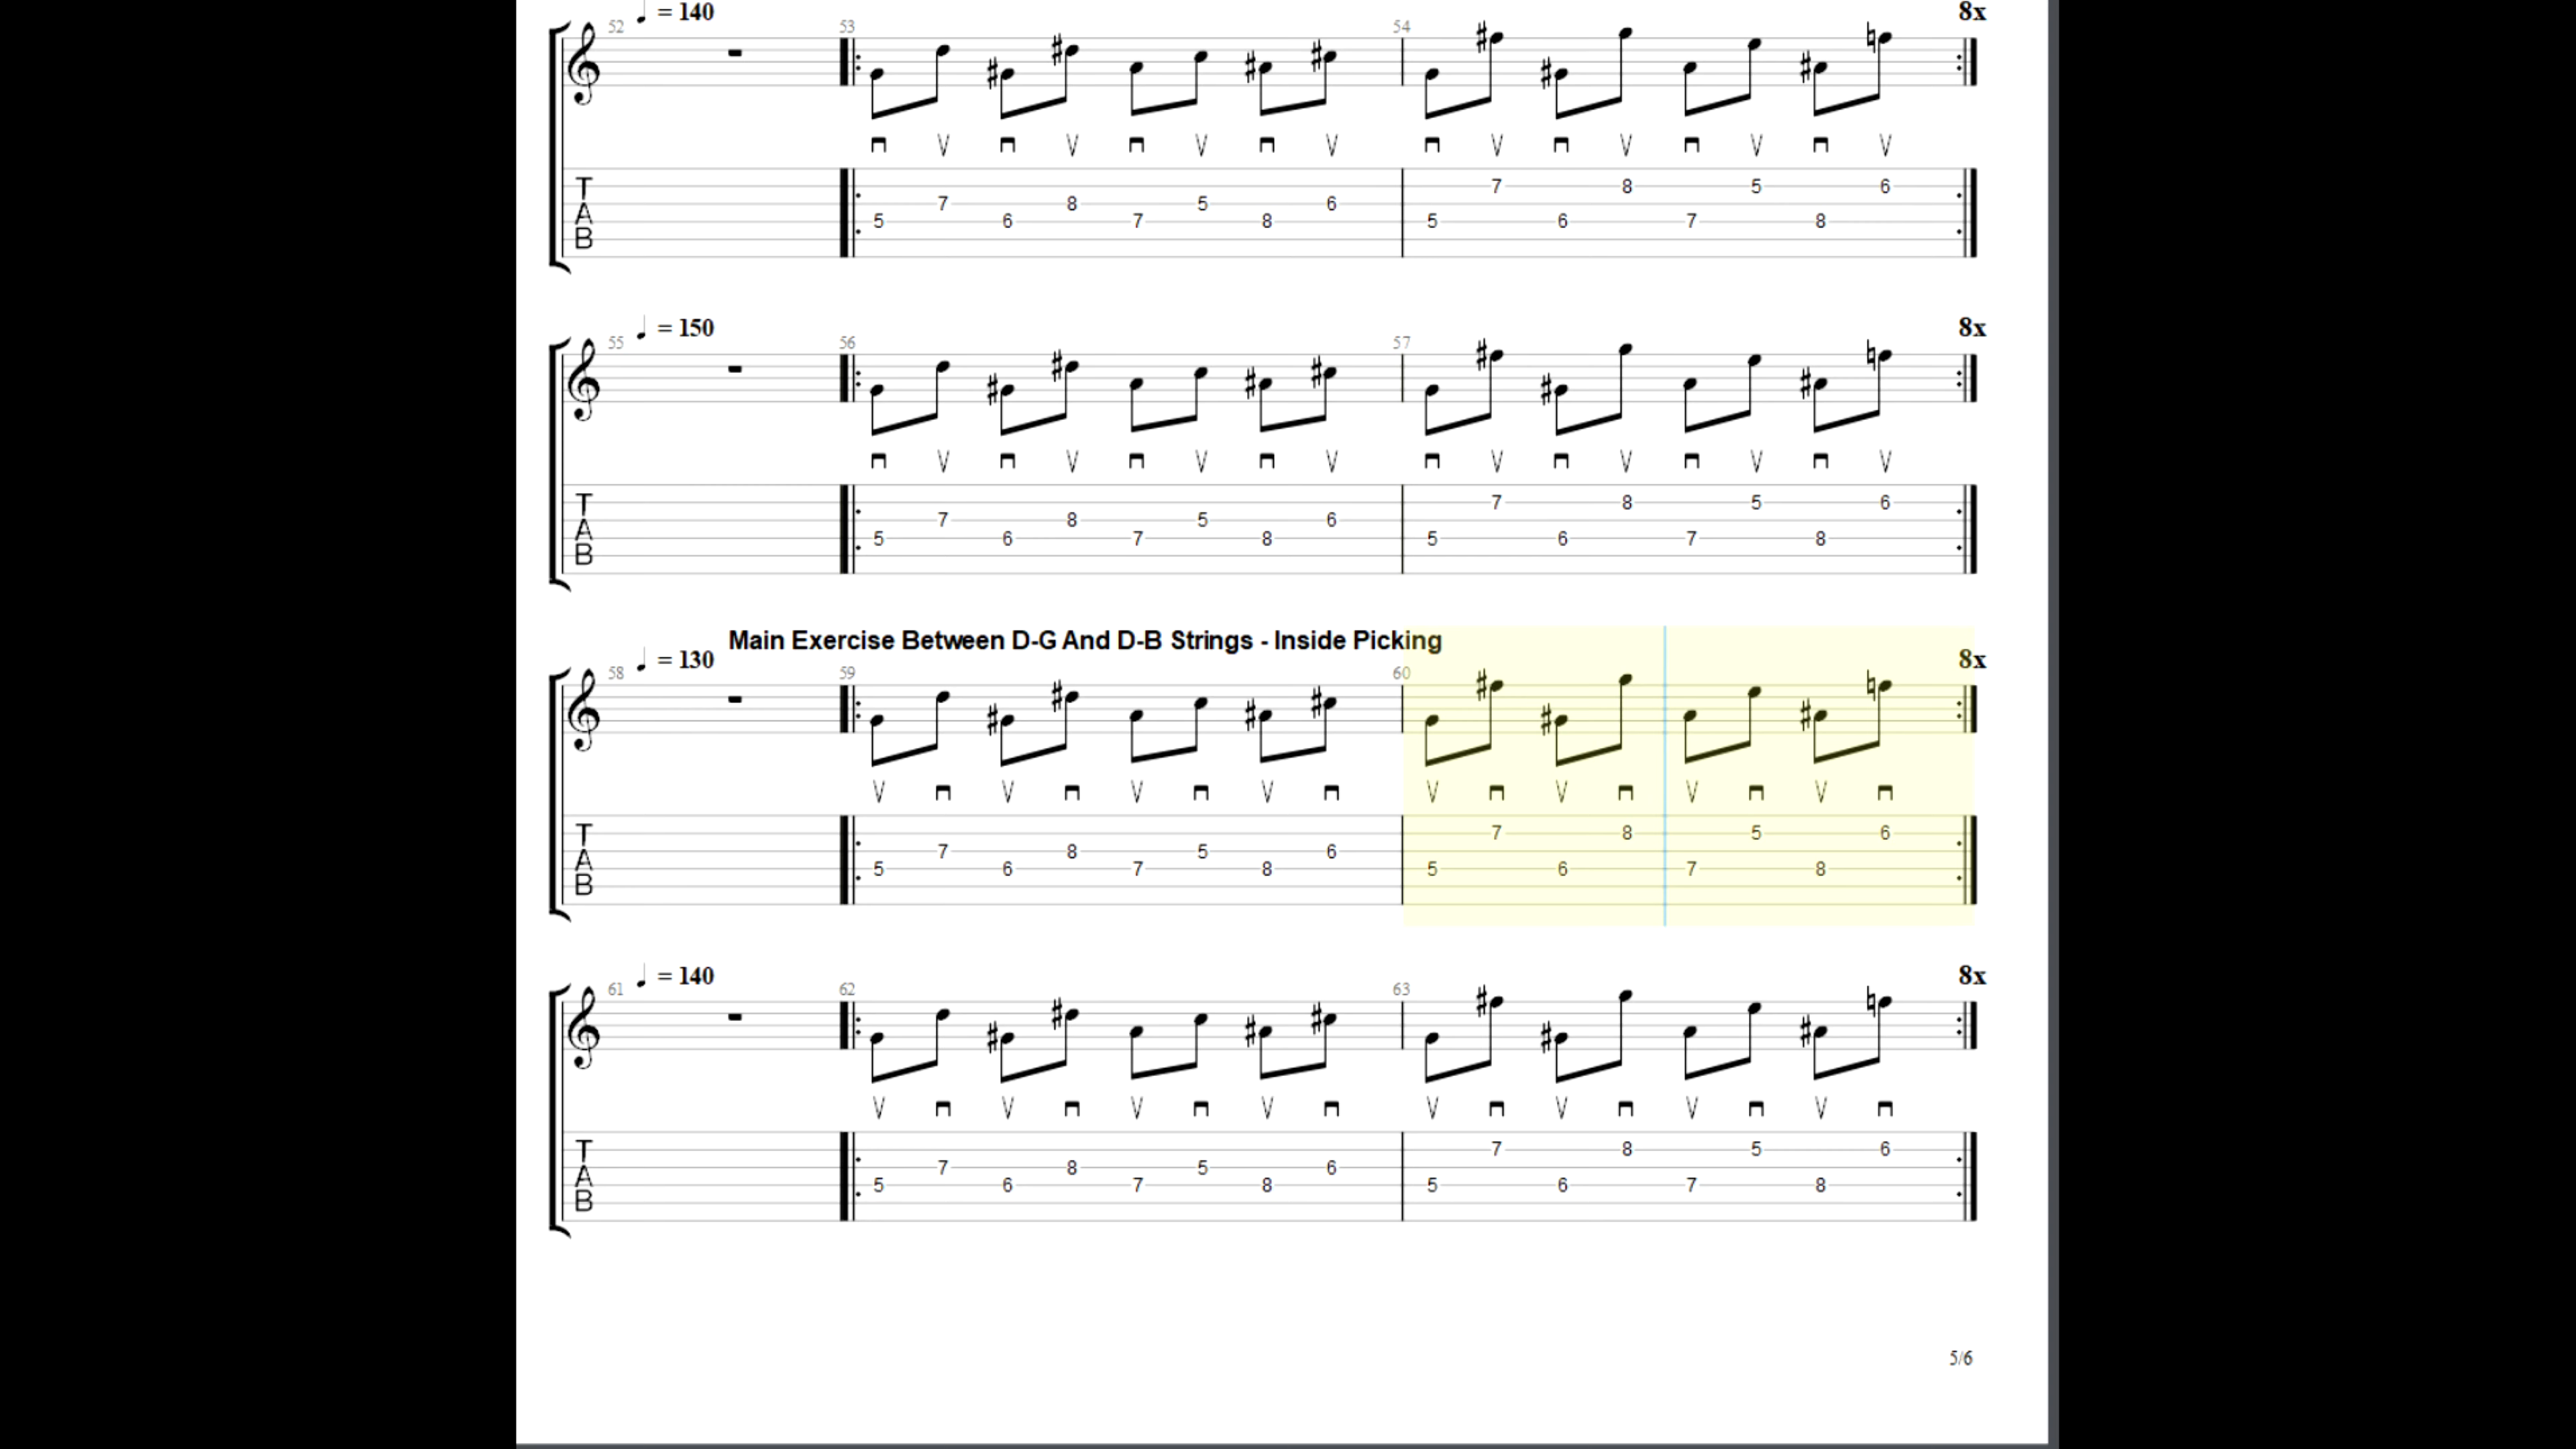 ♩ = 140 8x
52 53 54
7 8 5 6
7 8 5 6
5 6 7 8 5 6 7 8
T
A
B
♩ = 150 8x
55 56 57
7 8 5 6
7 8 5 6
5 6 7 8 5 6 7 8
T
A
B
Main Exercise Between D-G And D-B Strings - Inside Picking
♩ = 130 8x
58 59 60
7 8 5 6
7 8 5 6
5 6 7 8 5 6 7 8
T
A
B
♩ = 140 8x
61 62 63
7 8 5 6
7 8 5 6
5 6 7 8 5 6 7 8
T
A
B
5/6